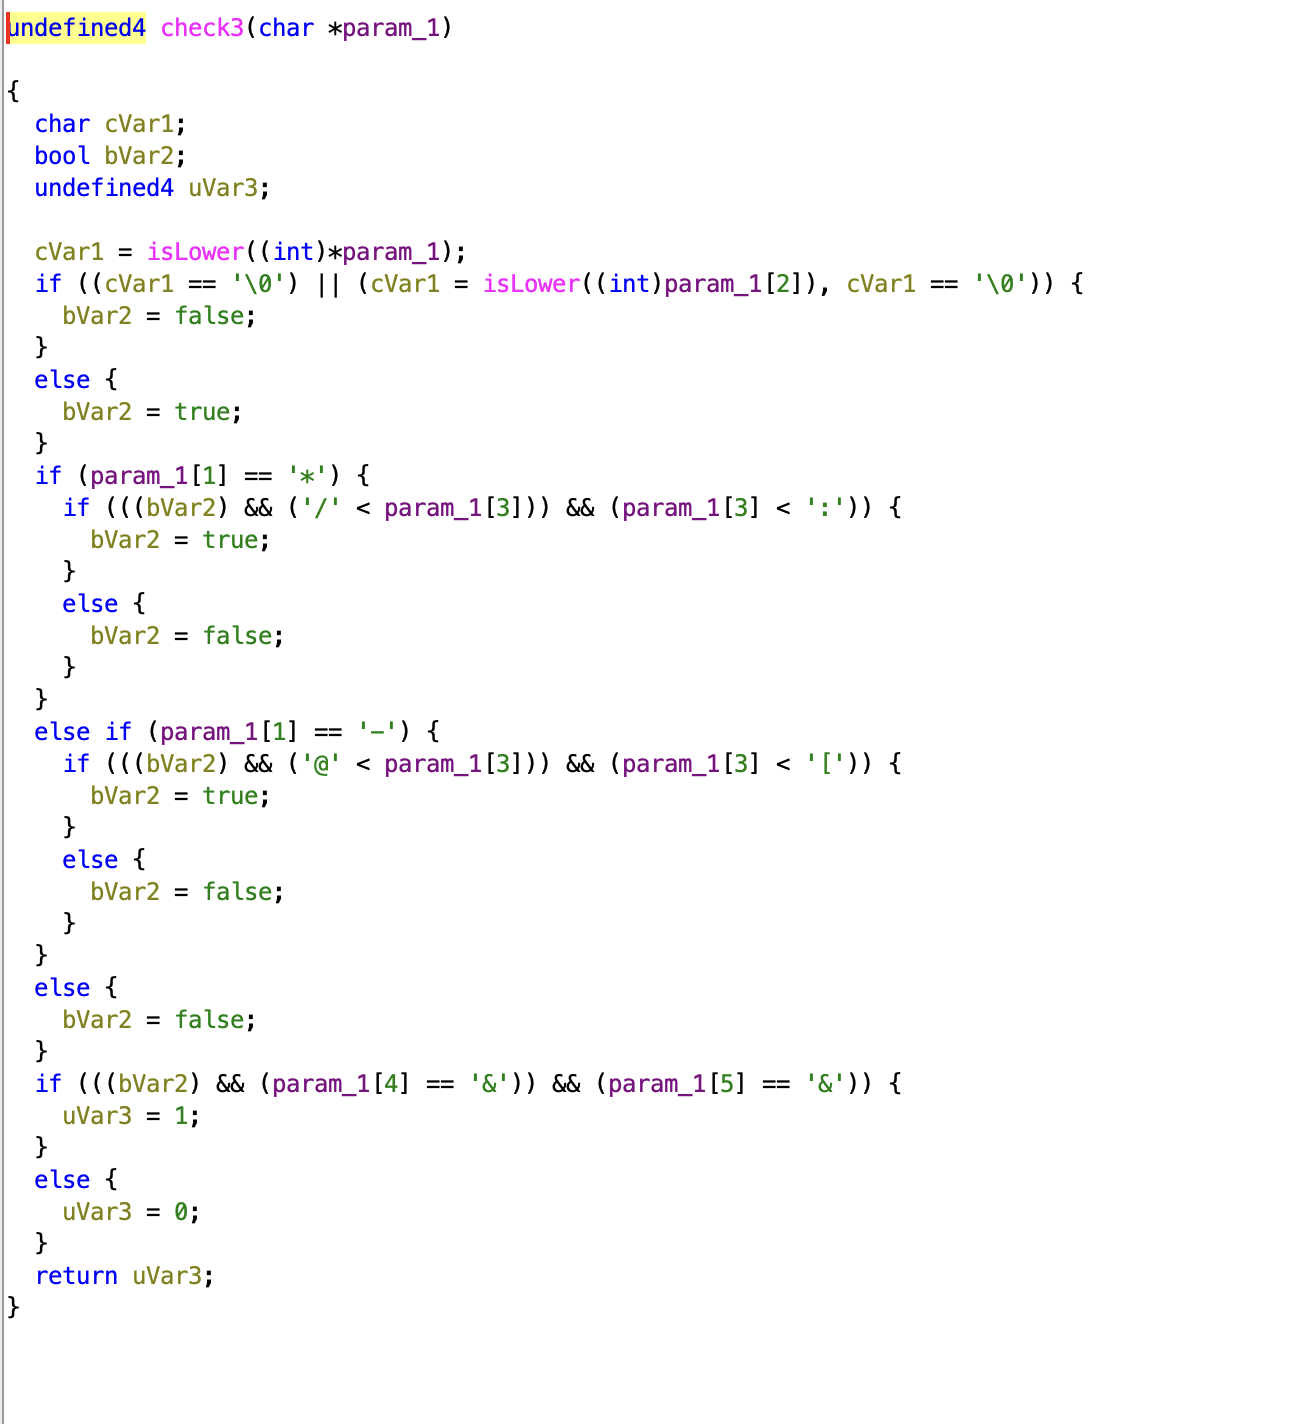 undefined4 check3(char *param_1)
{
  char cVar1;
  bool bVar2;
  undefined4 uVar3;
  cVar1 = isLower((int)*param_1);
  if ((cVar1 == '\0') || (cVar1 = isLower((int)param_1[2]), cVar1 == '\0')) {
    bVar2 = false;
  }
  else {
    bVar2 = true;
  }
  if (param_1[1] == '*') {
    if (((bVar2) && ('/' < param_1[3])) && (param_1[3] < ':')) {
      bVar2 = true;
    }
    else {
      bVar2 = false;
    }
  }
  else if (param_1[1] == '-') {
    if (((bVar2) && ('@' < param_1[3])) && (param_1[3] < '[')) {
      bVar2 = true;
    }
    else {
      bVar2 = false;
    }
  }
  else {
    bVar2 = false;
  }
  if (((bVar2) && (param_1[4] == '&')) && (param_1[5] == '&')) {
    uVar3 = 1;
  }
  else {
    uVar3 = 0;
  }
  return uVar3;
}